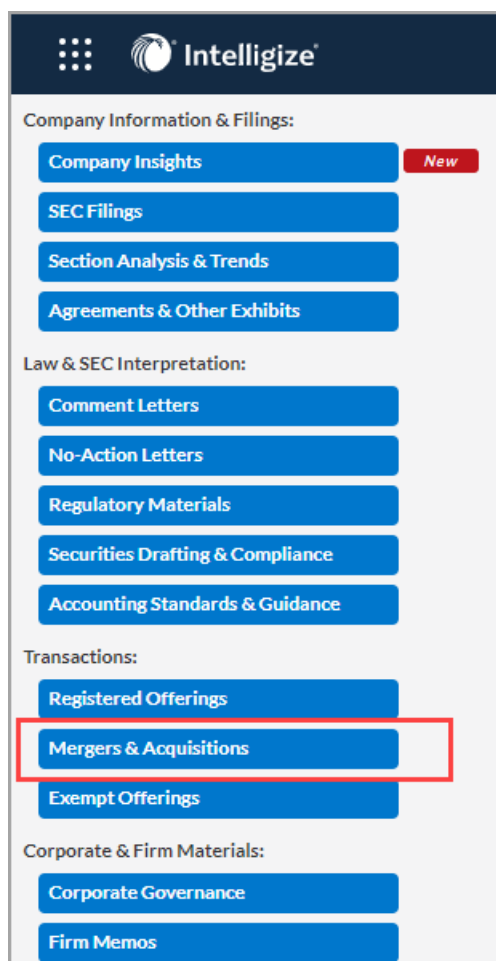 Intelligize®
Company Information & Filings:
Company Insights
New
SEC Filings
Section Analysis & Trends
Agreements & Other Exhibits
Law & SEC Interpretation:
Comment Letters
No-Action Letters
Regulatory Materials
Securities Drafting & Compliance
Accounting Standards & Guidance
Transactions:
Registered Offerings
Mergers & Acquisitions
Exempt Offerings
Corporate & Firm Materials:
Corporate Governance
Firm Memos